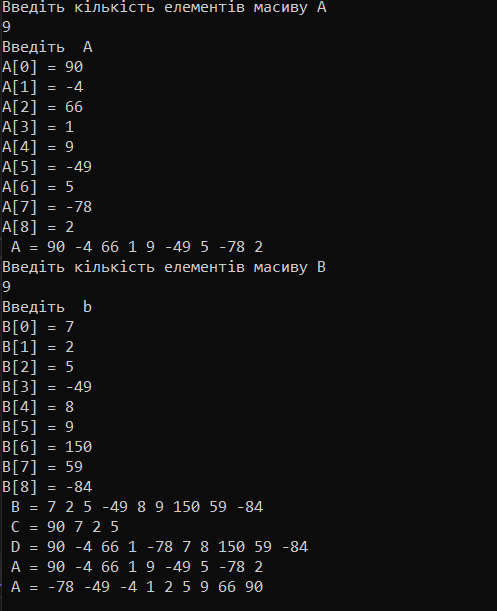 Введіть кількість елементів масиву A
9
Введіть  A
A[0] = 90
A[1] = -4
A[2] = 66
A[3] = 1
A[4] = 9
A[5] = -49
A[6] = 5
A[7] = -78
A[8] = 2
A = 90 -4 66 1 9 -49 5 -78 2
Введіть кількість елементів масиву B
9
Введіть  b
B[0] = 7
B[1] = 2
B[2] = 5
B[3] = -49
B[4] = 8
B[5] = 9
B[6] = 150
B[7] = 59
B[8] = -84
B = 7 2 5 -49 8 9 150 59 -84
C = 90 7 2 5
D = 90 -4 66 1 -78 7 8 150 59 -84
A = 90 -4 66 1 9 -49 5 -78 2
A = -78 -49 -4 1 2 5 9 66 90